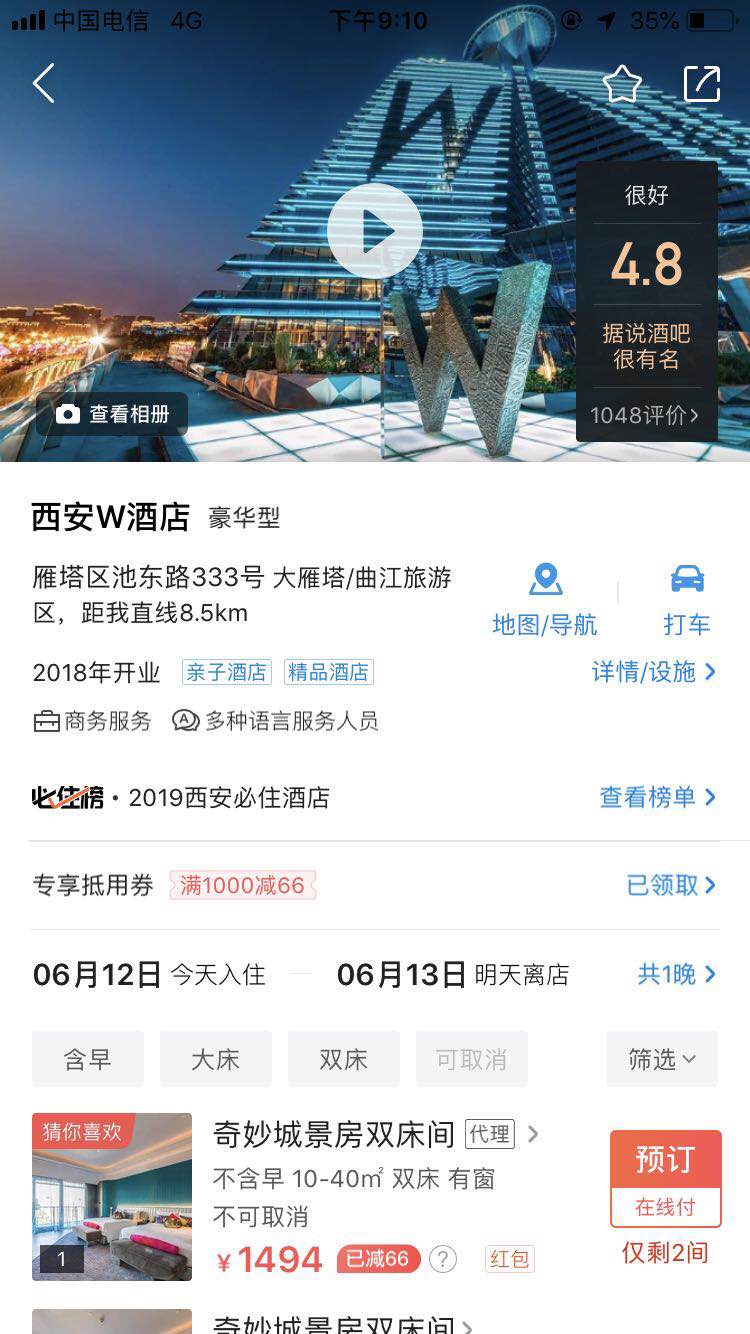 中国电信 4G 下午9:10 35%
W
很好
4.8
据说酒吧
很有名
W
查看相册
1048评价
西安W酒店 豪华型
雁塔区池东路333号 大雁塔/曲江旅游
区，距我直线8.5km
地图/导航 打车
2018年开业 亲子酒店 精品酒店 详情/设施
商务服务 多种语言服务人员
必住榜·2019西安必住酒店 查看榜单
专享抵用券 满1000减66 已领取
06月12日 今天入住 06月13日 明天离店 共1晚
含早 大床 双床 可取消 筛选
猜你喜欢
奇妙城景房双床间 代理
预订
不含早 10-40㎡ 双床 有窗
在线付
不可取消
仅剩2间
1
¥1494 已减66 ? 红包
奇妙城景房双床间